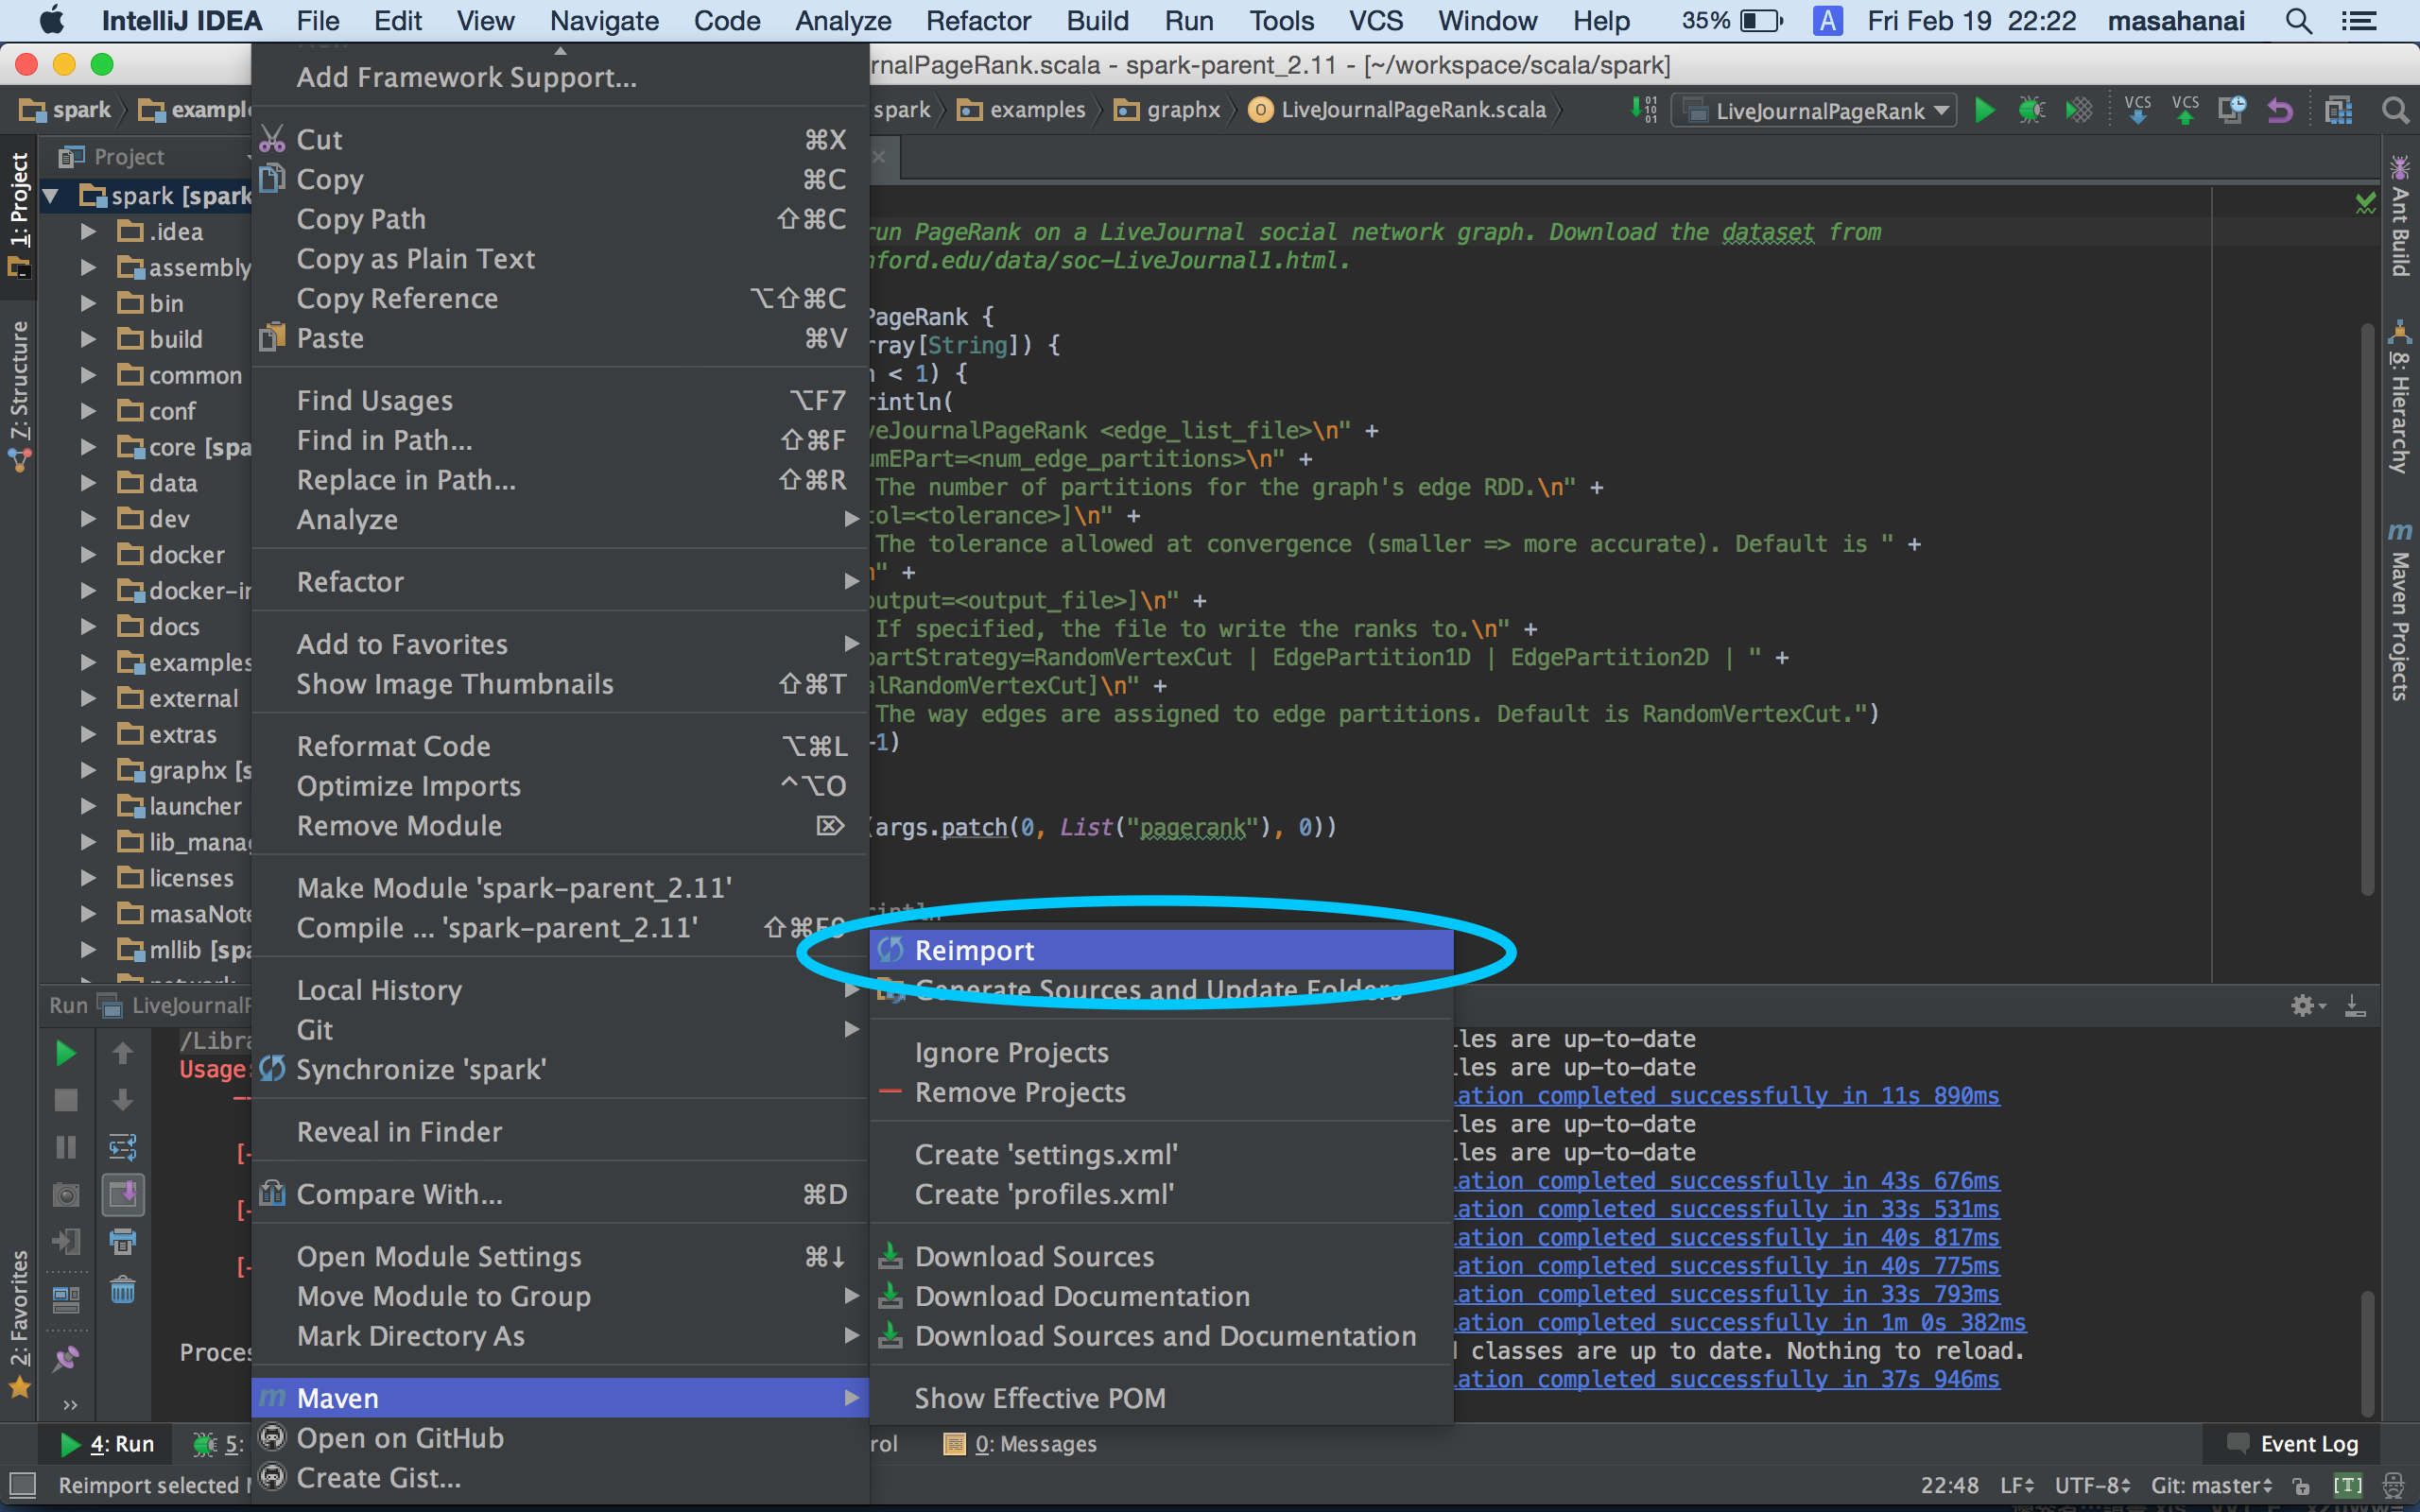 IntelliJ IDEA File Edit View Navigate Code Analyze Refactor Build Run Tools VCS Window Help 35% A Fri Feb 19 22:22 masahanai
rnalPageRank.scala - spark-parent_2.11 - [~/workspace/scala/spark]
spark spark examples graphx LiveJournalPageRank.scala LiveJournalPageRank VCS VCS
Project
spark [spark
.idea
assembly
bin
build
common
conf
core [spa
data
dev
docker
docker-in
docs
examples
external
extras
graphx [s
launcher
lib_manag
licenses
masaNote
mllib [spa
1: Project
7: Structure
2: Favorites
Add Framework Support...
Cut ⌘X
Copy ⌘C
Copy Path ⇧⌘C
Copy as Plain Text
Copy Reference ⌥⇧⌘C
Paste ⌘V
Find Usages ⌥F7
Find in Path... ⇧⌘F
Replace in Path... ⇧⌘R
Analyze
Refactor
Add to Favorites
Show Image Thumbnails ⇧⌘T
Reformat Code ⌥⌘L
Optimize Imports ^⌥O
Remove Module ⌦
Make Module 'spark-parent_2.11'
Compile ... 'spark-parent_2.11' ⇧⌘F9
Local History
Git
Synchronize 'spark'
Reveal in Finder
Compare With... ⌘D
Open Module Settings ⌘↓
Move Module to Group
Mark Directory As
Maven
Open on GitHub
Create Gist...
run PageRank on a LiveJournal social network graph. Download the dataset from
nford.edu/data/soc-LiveJournal1.html.
PageRank {
rray[String]) {
h < 1) {
rintln(
veJournalPageRank <edge_list_file>\n" +
umEPart=<num_edge_partitions>\n" +
The number of partitions for the graph's edge RDD.\n" +
tol=<tolerance>]\n" +
The tolerance allowed at convergence (smaller => more accurate). Default is " +
\n" +
output=<output_file>]\n" +
If specified, the file to write the ranks to.\n" +
partStrategy=RandomVertexCut | EdgePartition1D | EdgePartition2D | " +
alRandomVertexCut]\n" +
The way edges are assigned to edge partitions. Default is RandomVertexCut.")
-1)
(args.patch(0, List("pagerank"), 0))
rintln
Reimport
Generate Sources and Update Folders
Ignore Projects
Remove Projects
Create 'settings.xml'
Create 'profiles.xml'
Download Sources
Download Documentation
Download Sources and Documentation
Show Effective POM
Ant Build
8: Hierarchy
Maven Projects
Run LiveJournalP
/Libra
Usage:
[-
[-
[-
Proces
les are up-to-date
les are up-to-date
ation completed successfully in 11s 890ms
les are up-to-date
les are up-to-date
ation completed successfully in 43s 676ms
ation completed successfully in 33s 531ms
ation completed successfully in 40s 817ms
ation completed successfully in 40s 775ms
ation completed successfully in 33s 793ms
ation completed successfully in 1m 0s 382ms
classes are up to date. Nothing to reload.
ation completed successfully in 37s 946ms
4: Run 5: rol 0: Messages Event Log
Reimport selected 22:48 LF UTF-8 Git: master [T]